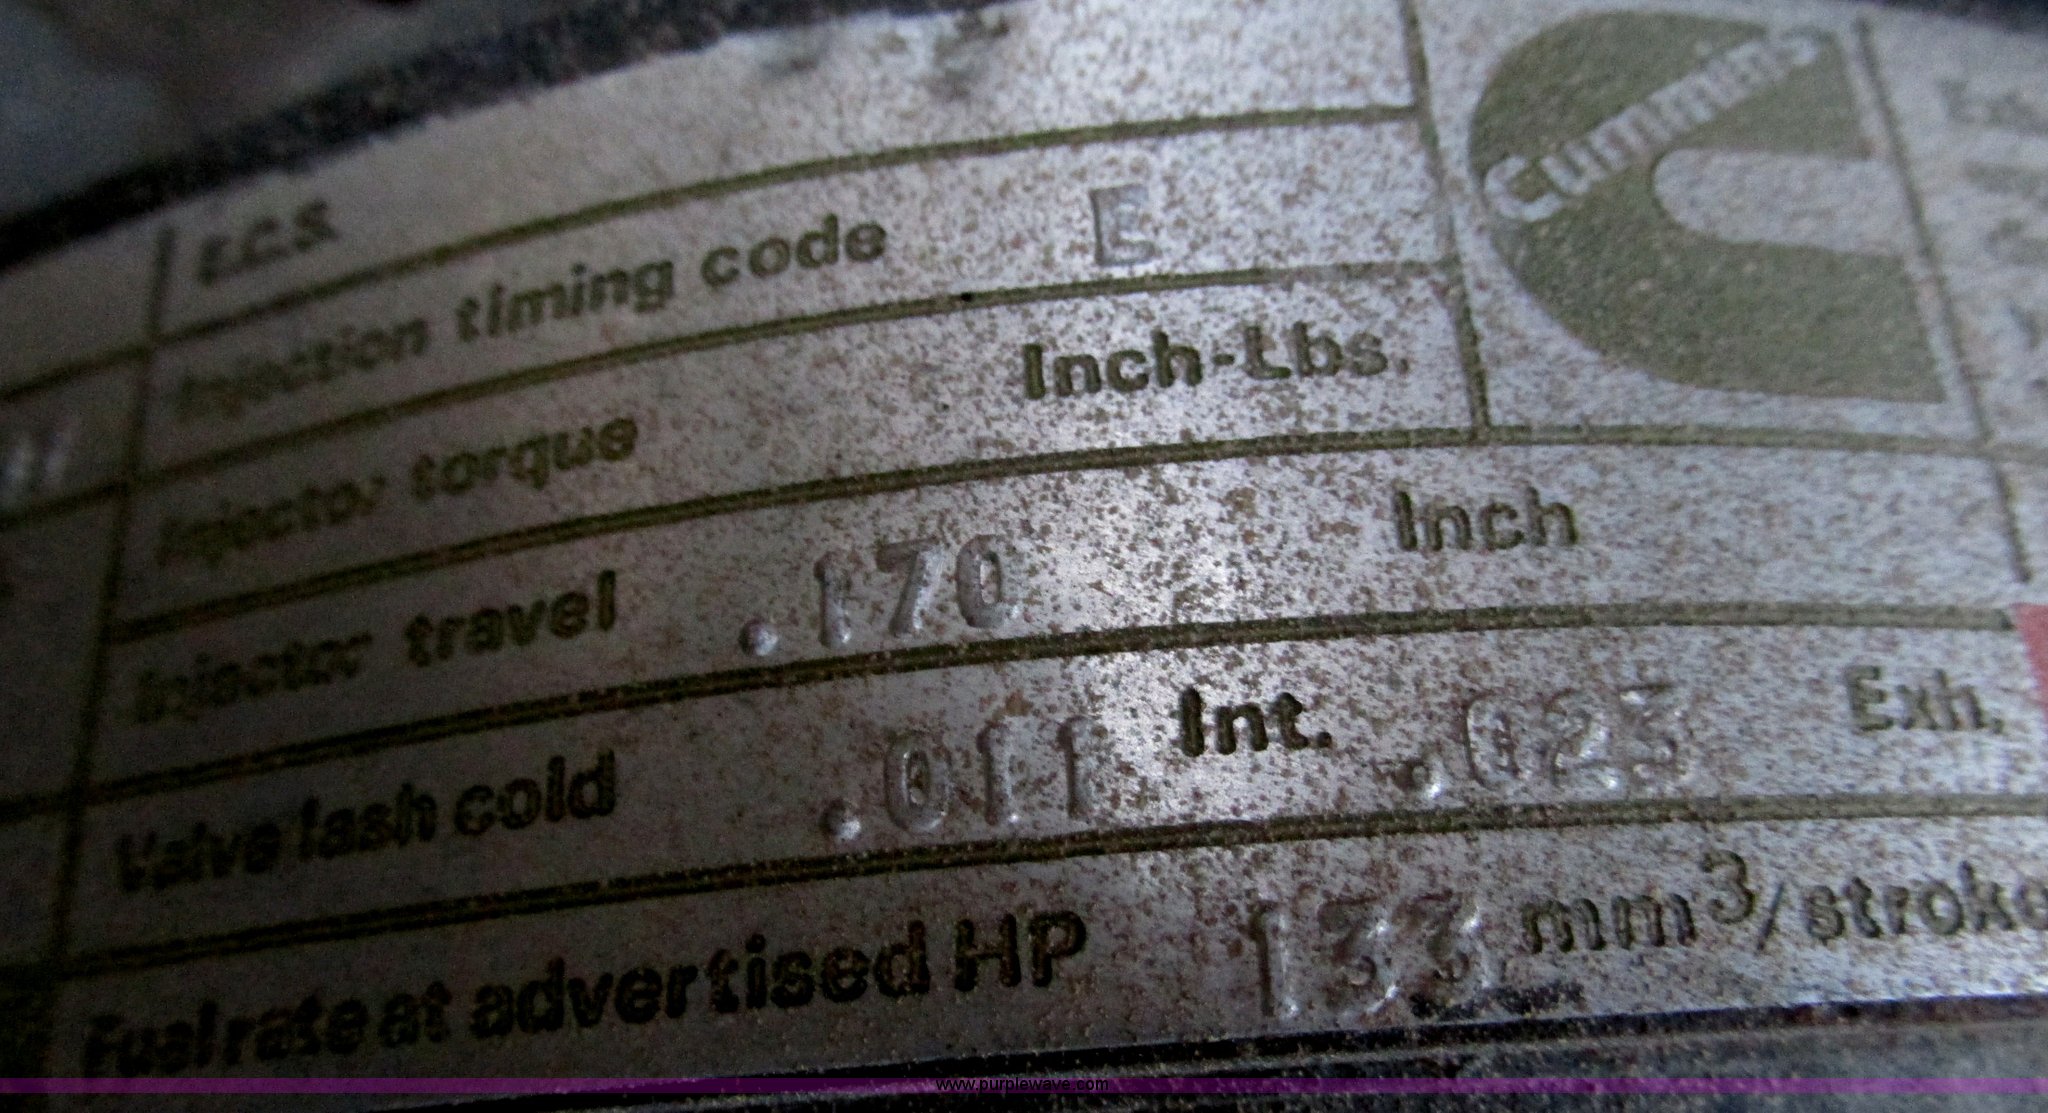 E.C.S.
Cummins
Injection timing code E
Injector torque Inch-Lbs.
Injector travel .170 Inch
Valve lash cold .011 Int. .023 Exh.
Fuel rate at advertised HP 133 mm³/stroke
www.purplewave.com